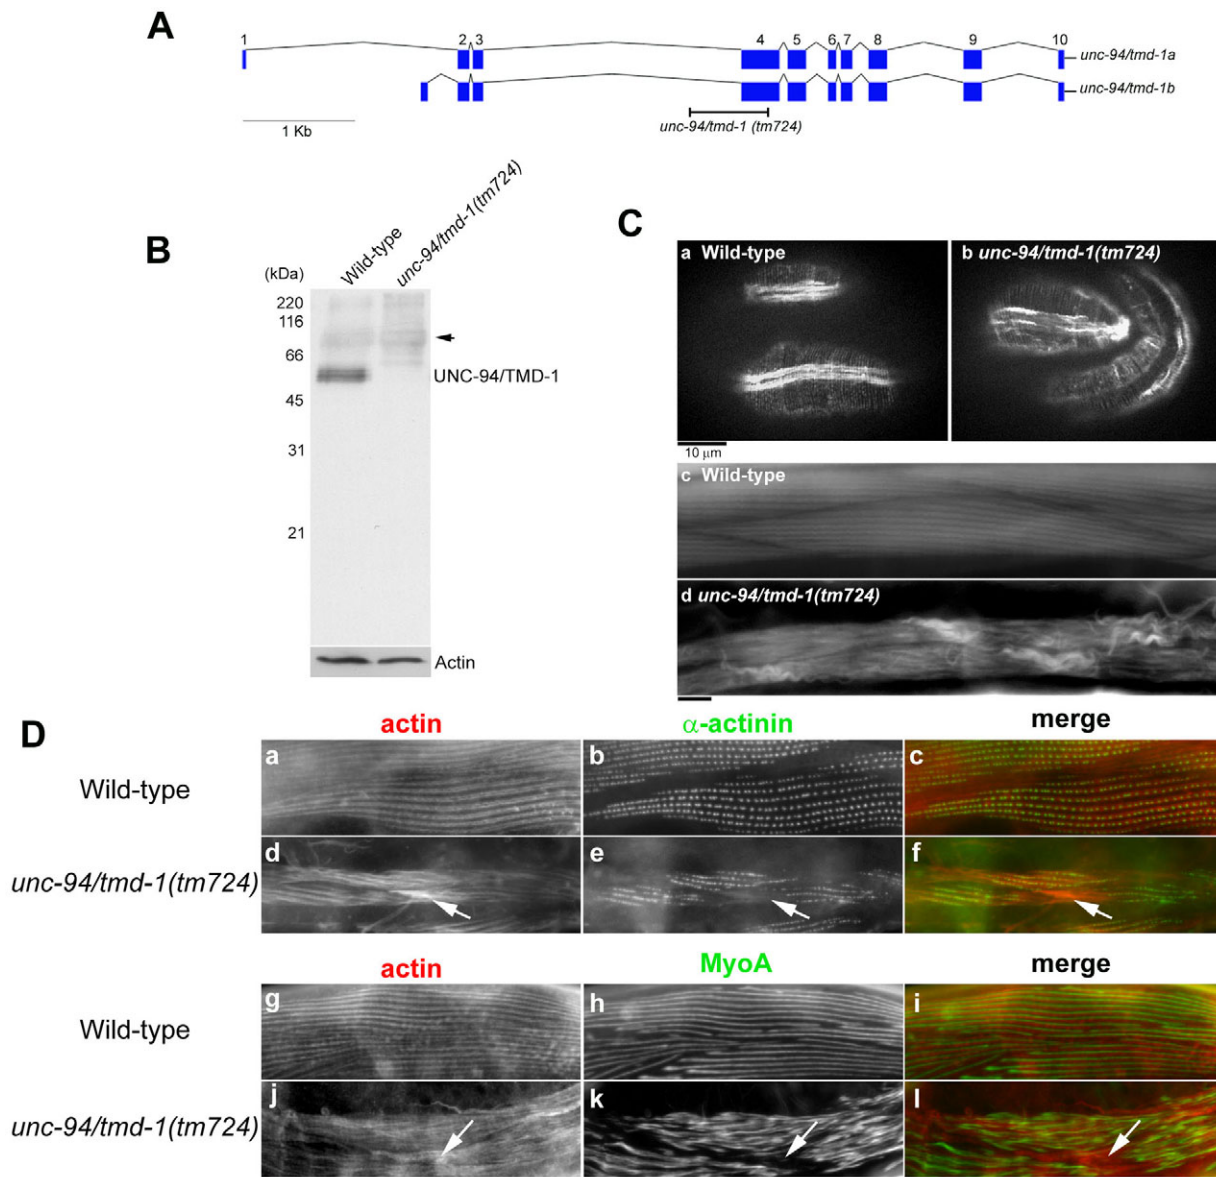 A
1 2 3 4 5 6 7 8 9 10
unc-94/tmd-1a
unc-94/tmd-1b
1 Kb
unc-94/tmd-1 (tm724)
B
Wild-type
unc-94/tmd-1(tm724)
(kDa)
220
116
66
UNC-94/TMD-1
45
31
21
Actin
C
a Wild-type
b unc-94/tmd-1(tm724)
10 μm
c Wild-type
d unc-94/tmd-1(tm724)
D
actin α-actinin merge
Wild-type
a b c
unc-94/tmd-1(tm724)
d e f
actin MyoA merge
Wild-type
g h i
unc-94/tmd-1(tm724)
j k l